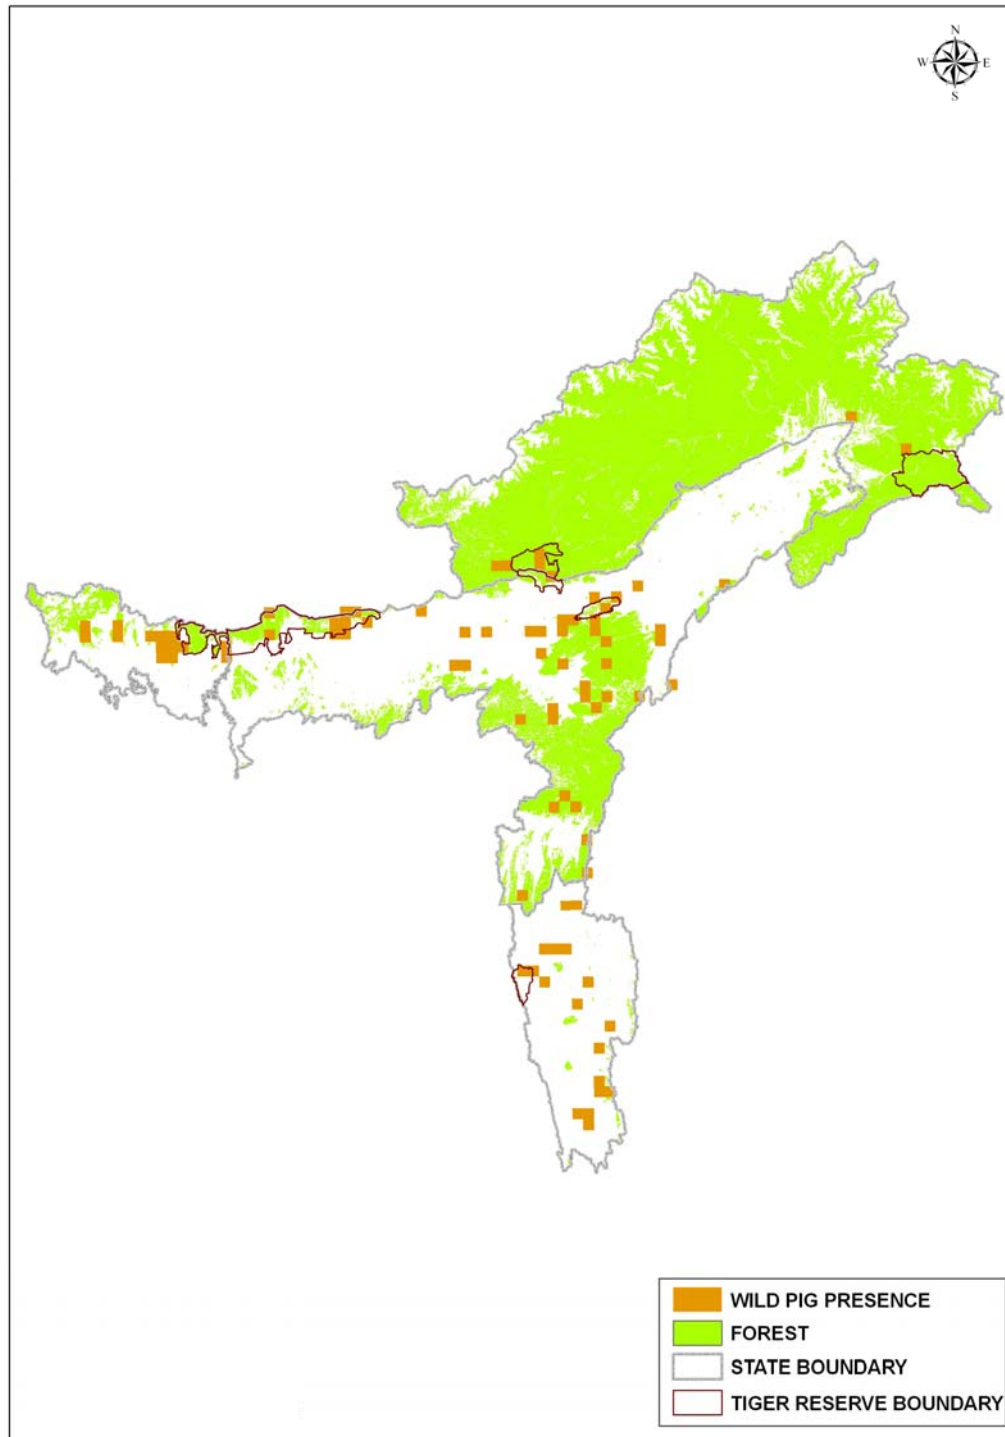 N
W E
S
WILD PIG PRESENCE
FOREST
STATE BOUNDARY
TIGER RESERVE BOUNDARY